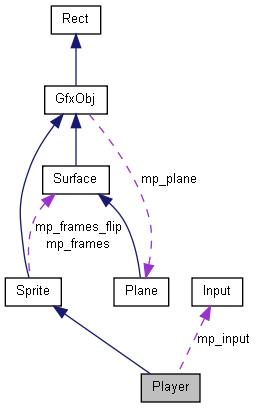 Rect
GfxObj
mp_plane
Surface
mp_frames_flip
mp_frames
Sprite
Plane
Input
mp_input
Player